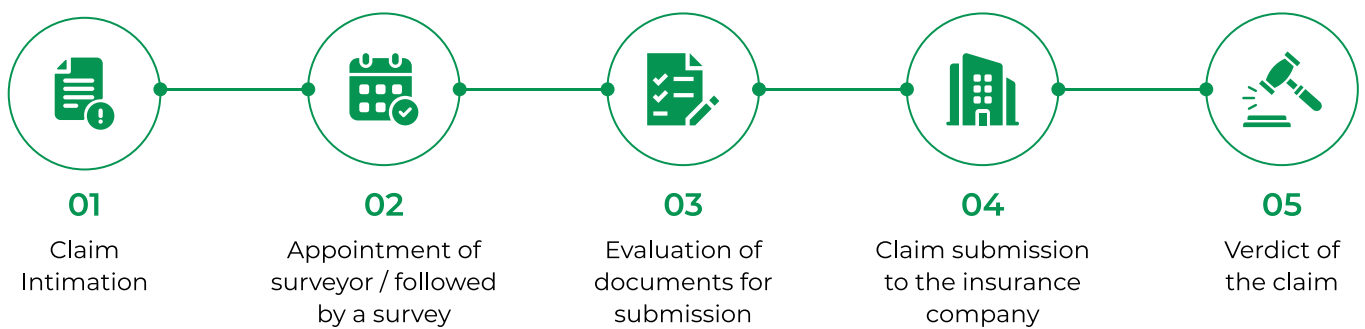 01
Claim
Intimation
02
Appointment of
surveyor / followed
by a survey
03
Evaluation of
documents for
submission
04
Claim submission
to the insurance
company
05
Verdict of
the claim